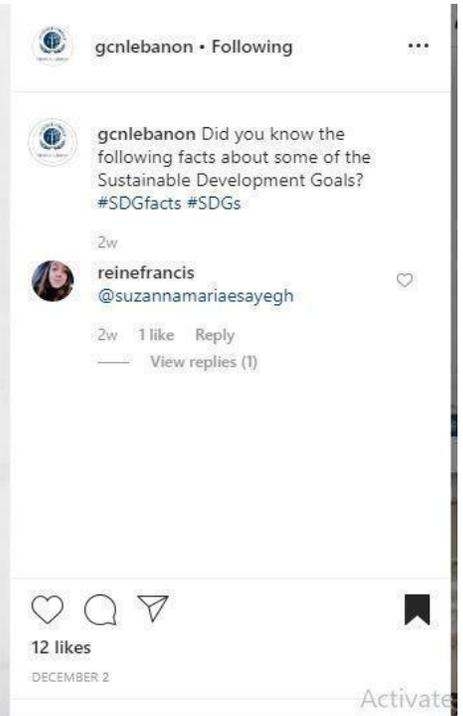 gcnlebanon • Following
gcnlebanon Did you know the
following facts about some of the
Sustainable Development Goals?
#SDGfacts #SDGs
2w
reinefrancis
@suzannamariaesayegh
2w 1 like Reply
View replies (1)
12 likes
DECEMBER 2
Activate